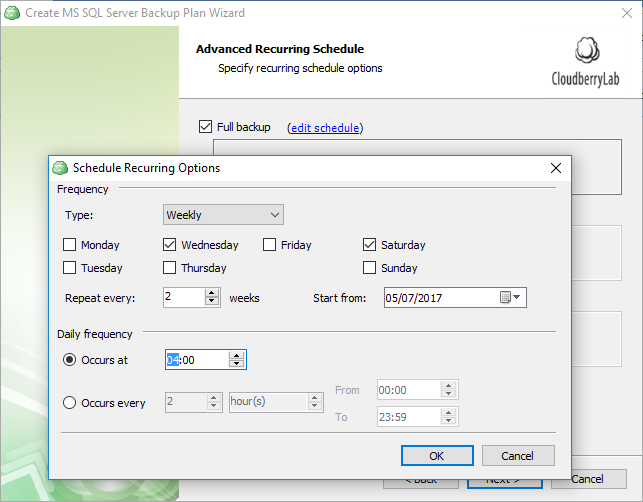 Create MS SQL Server Backup Plan Wizard
Advanced Recurring Schedule
Specify recurring schedule options
CloudberryLab
Full backup (edit schedule)
Schedule Recurring Options
Frequency
Type: Weekly
Monday Wednesday Friday Saturday
Tuesday Thursday Sunday
Repeat every: 2 weeks Start from: 05/07/2017
Daily frequency
Occurs at 04:00
Occurs every 2 hour(s) From 00:00
To 23:59
OK Cancel
< Back Next > Cancel